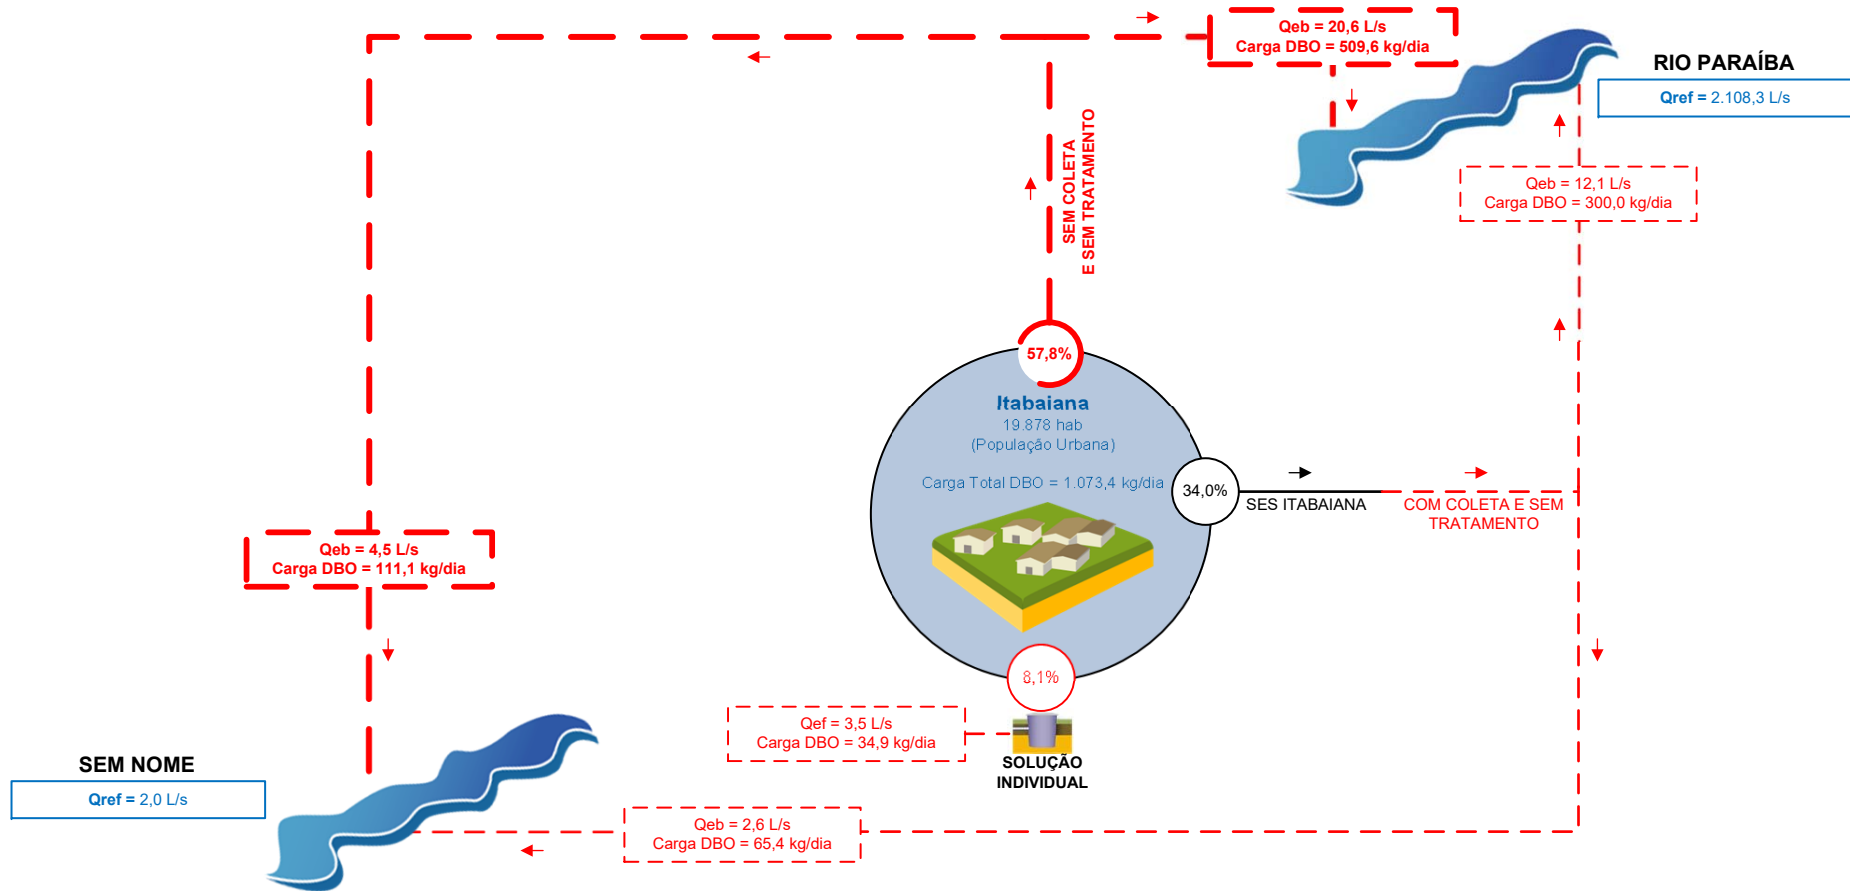 Qeb = 20,6 L/s
Carga DBO = 509,6 kg/dia
RIO PARAÍBA
Qref = 2.108,3 L/s
Qeb = 12,1 L/s
Carga DBO = 300,0 kg/dia
SEM COLETA
E SEM TRATAMENTO
57,8%
Itabaiana
19.878 hab
(População Urbana)
Carga Total DBO = 1.073,4 kg/dia
34,0%
SES ITABAIANA
COM COLETA E SEM
TRATAMENTO
Qeb = 4,5 L/s
Carga DBO = 111,1 kg/dia
8,1%
Qef = 3,5 L/s
Carga DBO = 34,9 kg/dia
SOLUÇÃO
INDIVIDUAL
SEM NOME
Qref = 2,0 L/s
Qeb = 2,6 L/s
Carga DBO = 65,4 kg/dia